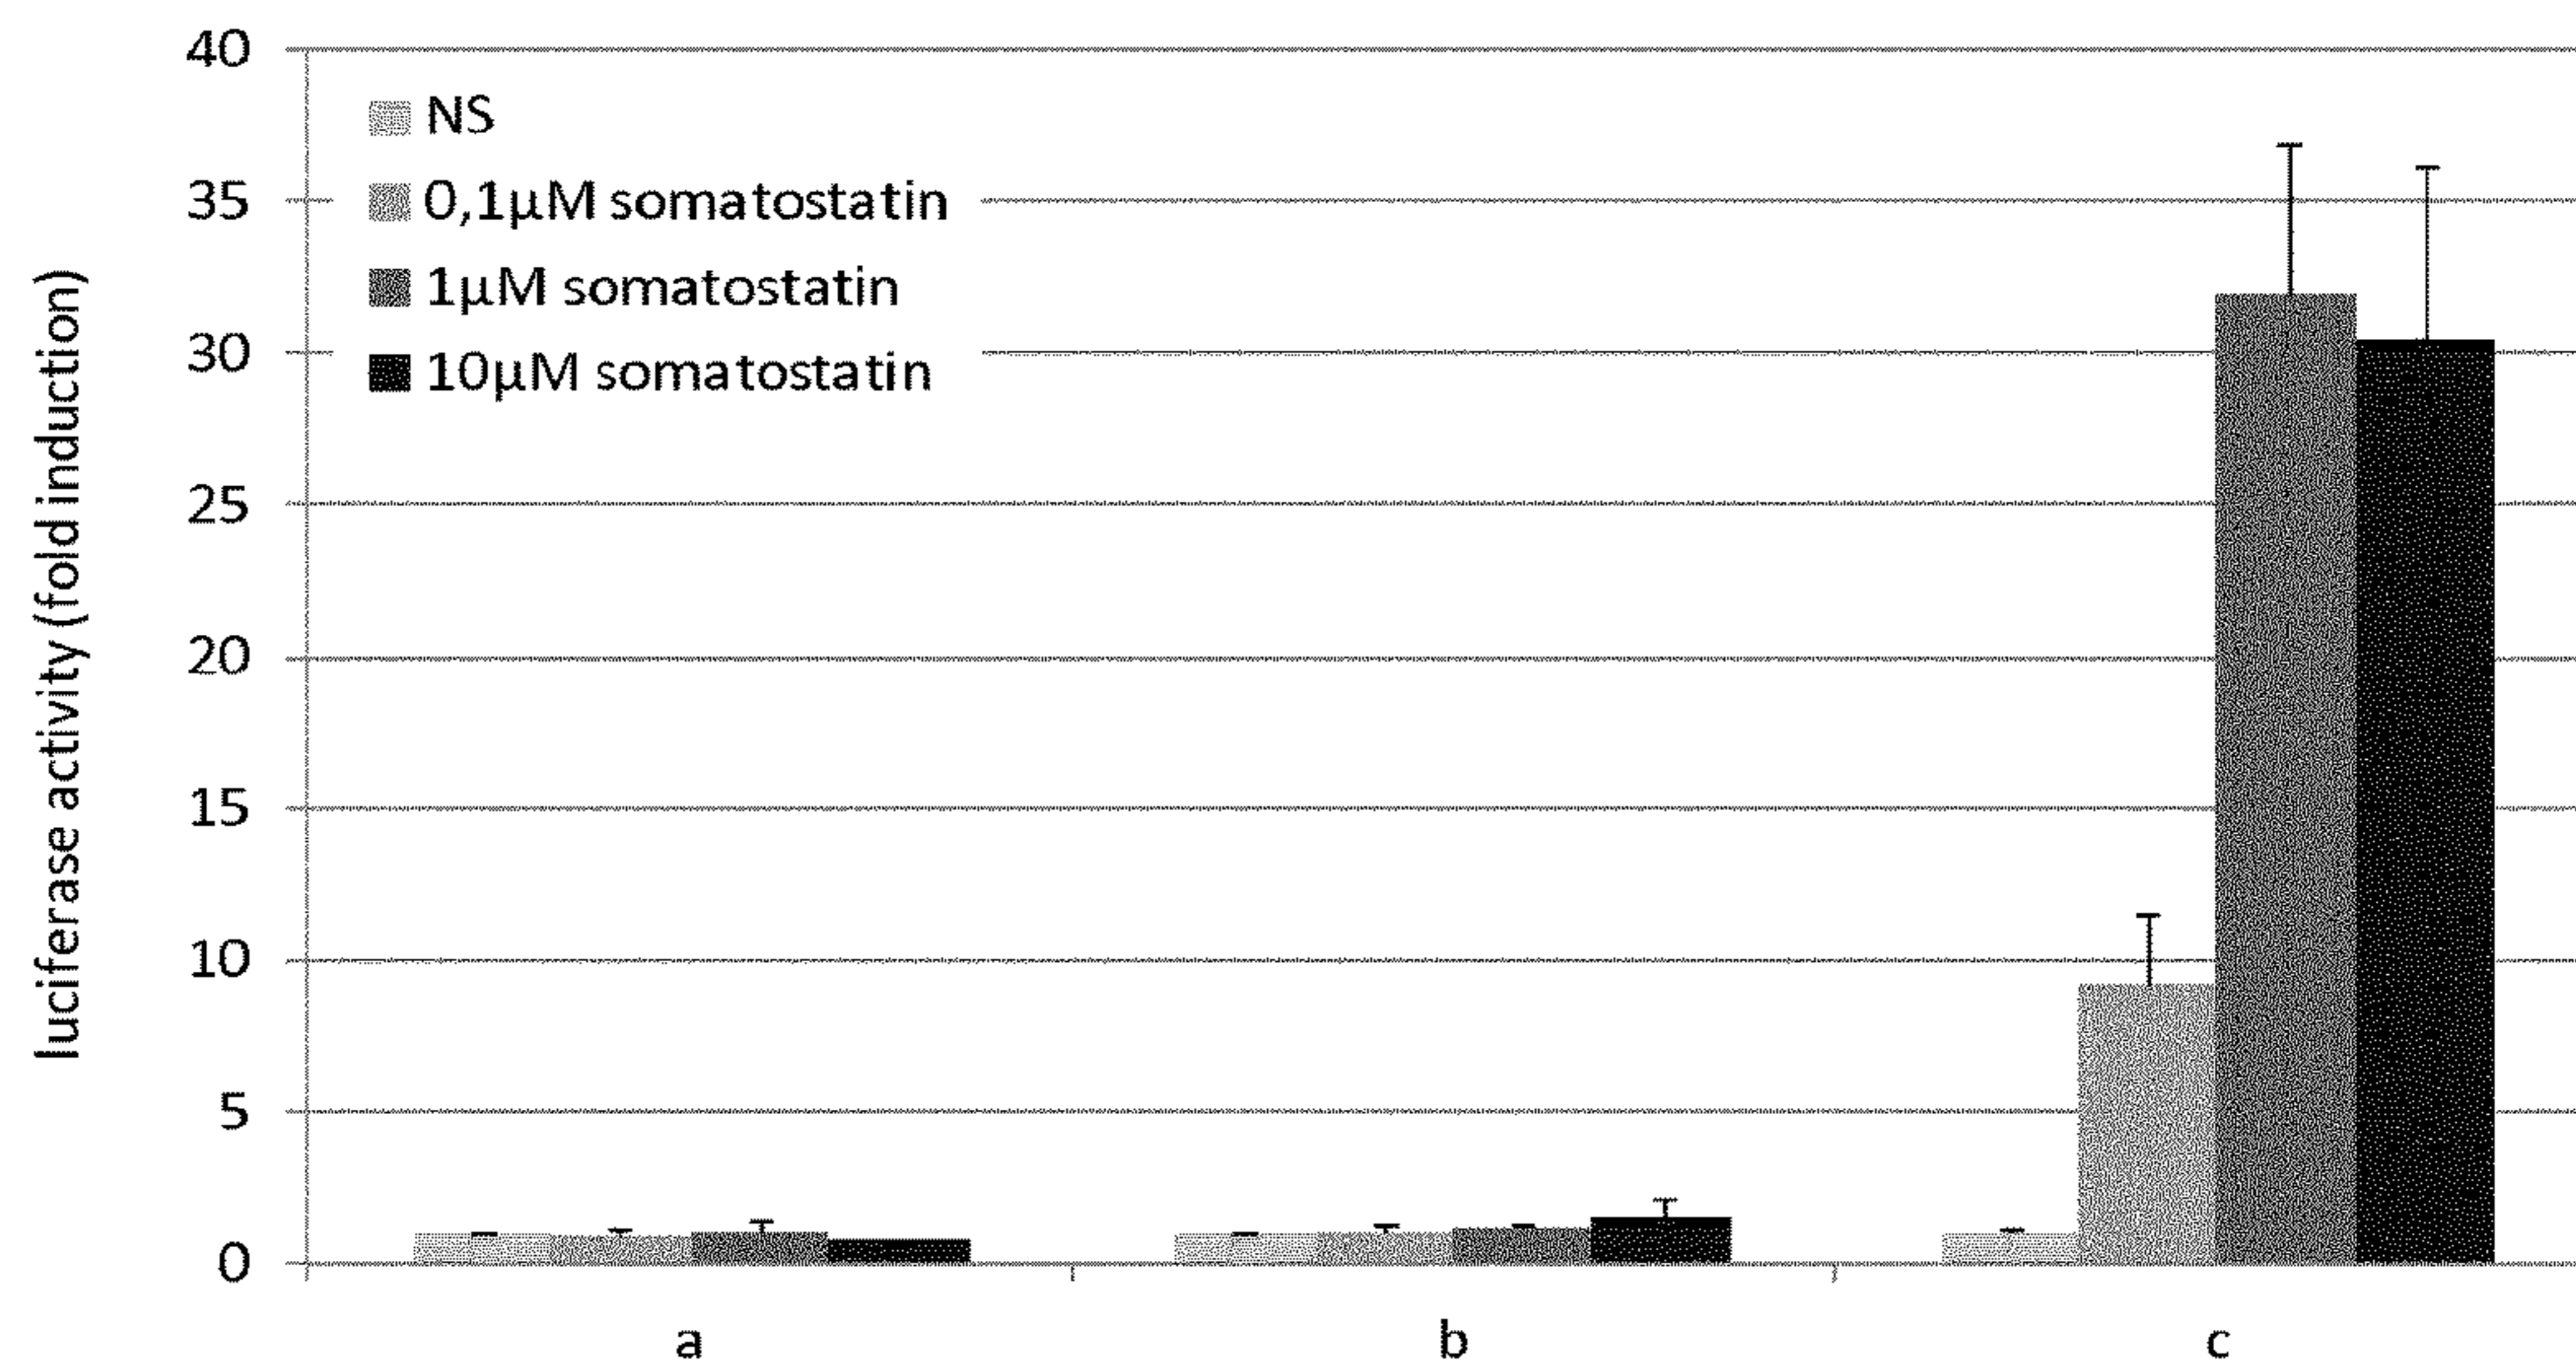 40
35
30
25
20
15
10
5
0
luciferase activity (fold induction)
NS
0,1µM somatostatin
1µM somatostatin
10µM somatostatin
a b c